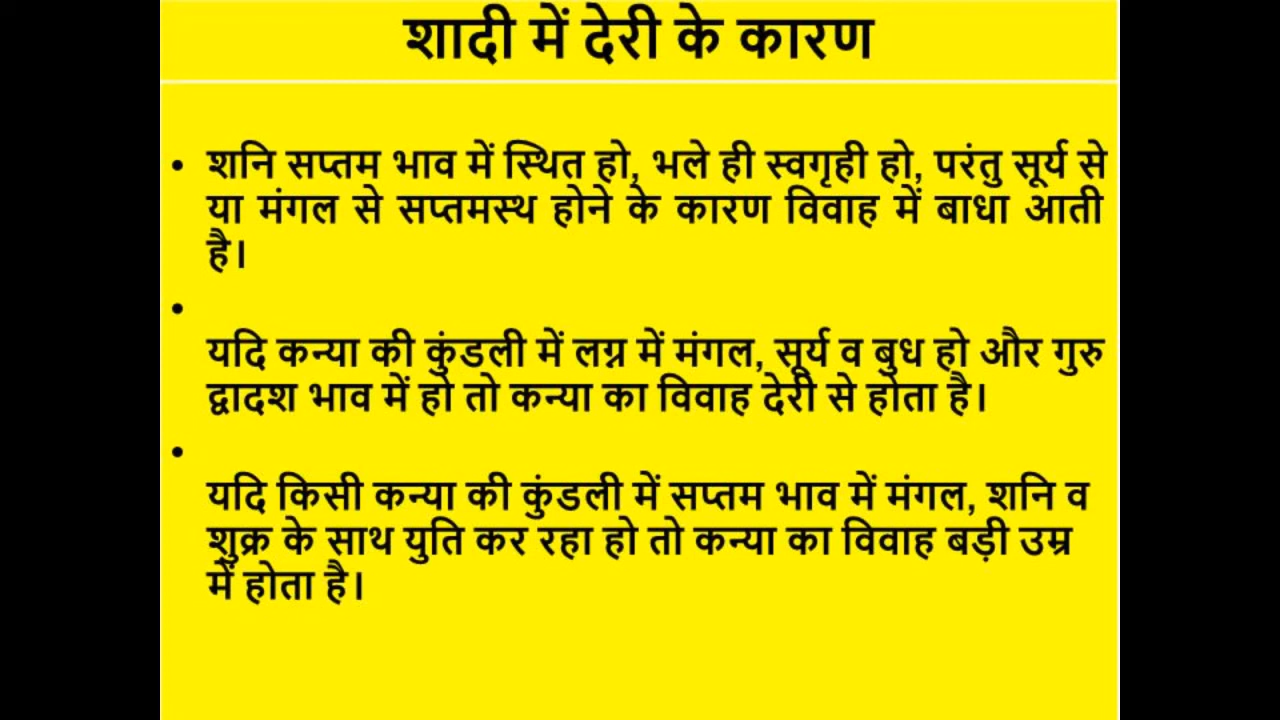 शादी में देरी के कारण
• शनि सप्तम भाव में स्थित हो, भले ही स्वगृही हो, परंतु सूर्य से
या मंगल से सप्तमस्थ होने के कारण विवाह में बाधा आती
है।
•
यदि कन्या की कुंडली में लग्न में मंगल, सूर्य व बुध हो और गुरु
द्वादश भाव में हो तो कन्या का विवाह देरी से होता है।
•
यदि किसी कन्या की कुंडली में सप्तम भाव में मंगल, शनि व
शुक्र के साथ युति कर रहा हो तो कन्या का विवाह बड़ी उम्र
में होता है।